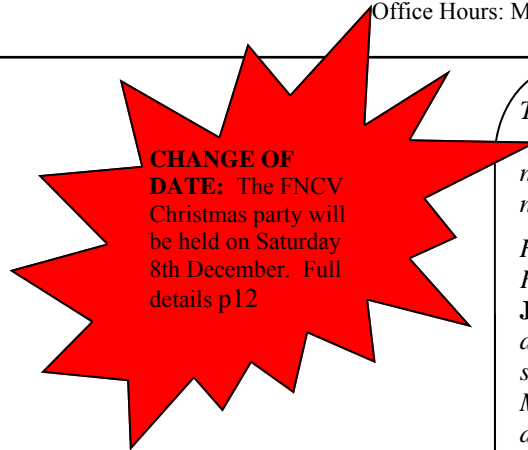 Office Hours: M
CHANGE OF
DATE: The FNCV
Christmas party will
be held on Saturday
8th December. Full
details p12
J